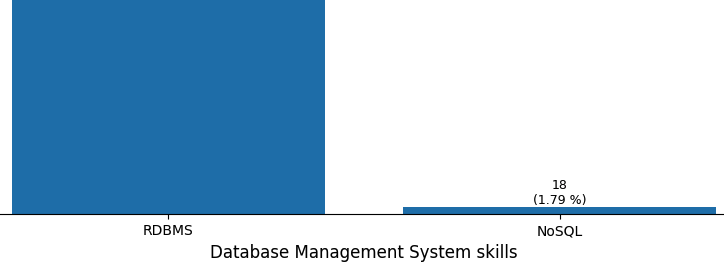 18
(1.79 %)
RDBMS
NoSQL
Database Management System skills